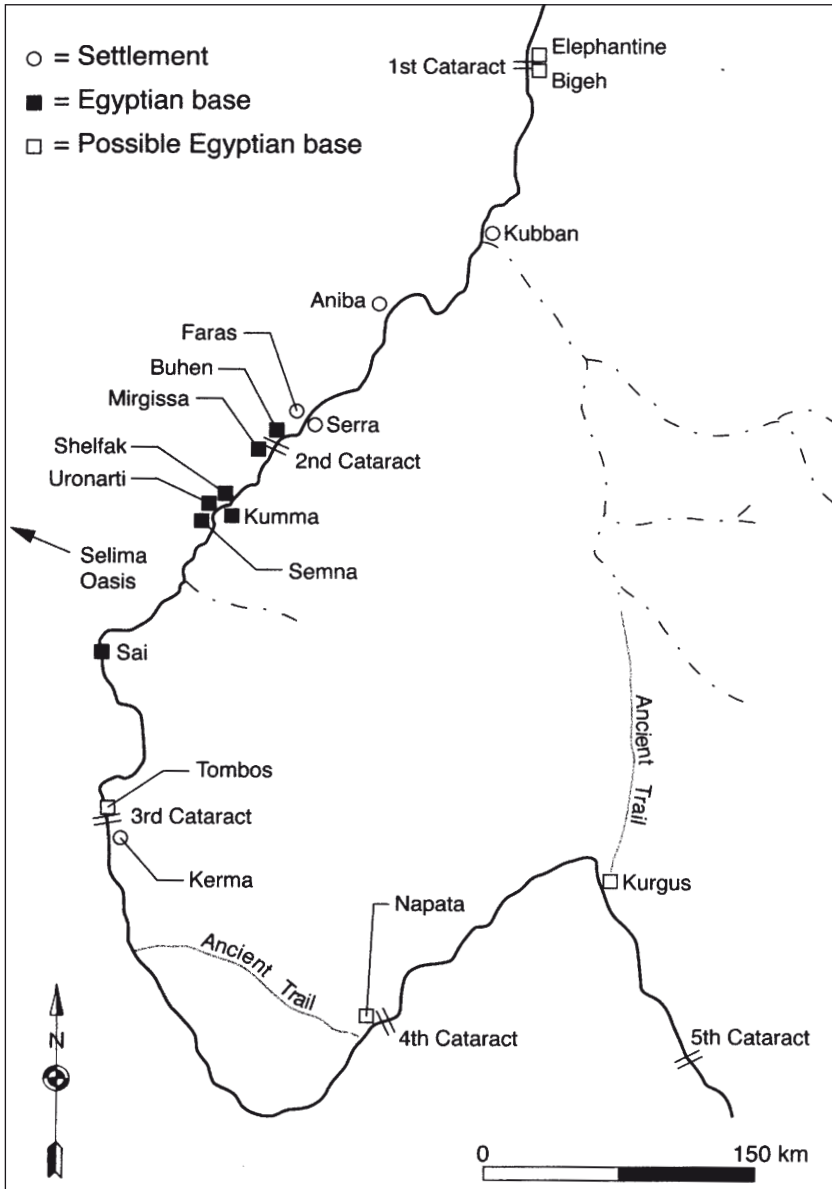 ○ = Settlement
■ = Egyptian base
□ = Possible Egyptian base
Elephantine
1st Cataract
Bigeh
Kubban
Aniba
Faras
Buhen
Mirgissa
Serra
Shelfak
2nd Cataract
Uronarti
Kumma
Selima
Oasis
Semna
Sai
Ancient Trail
Tombos
3rd Cataract
Kerma
Kurgus
Napata
Ancient Trail
N
4th Cataract
5th Cataract
0 150 km